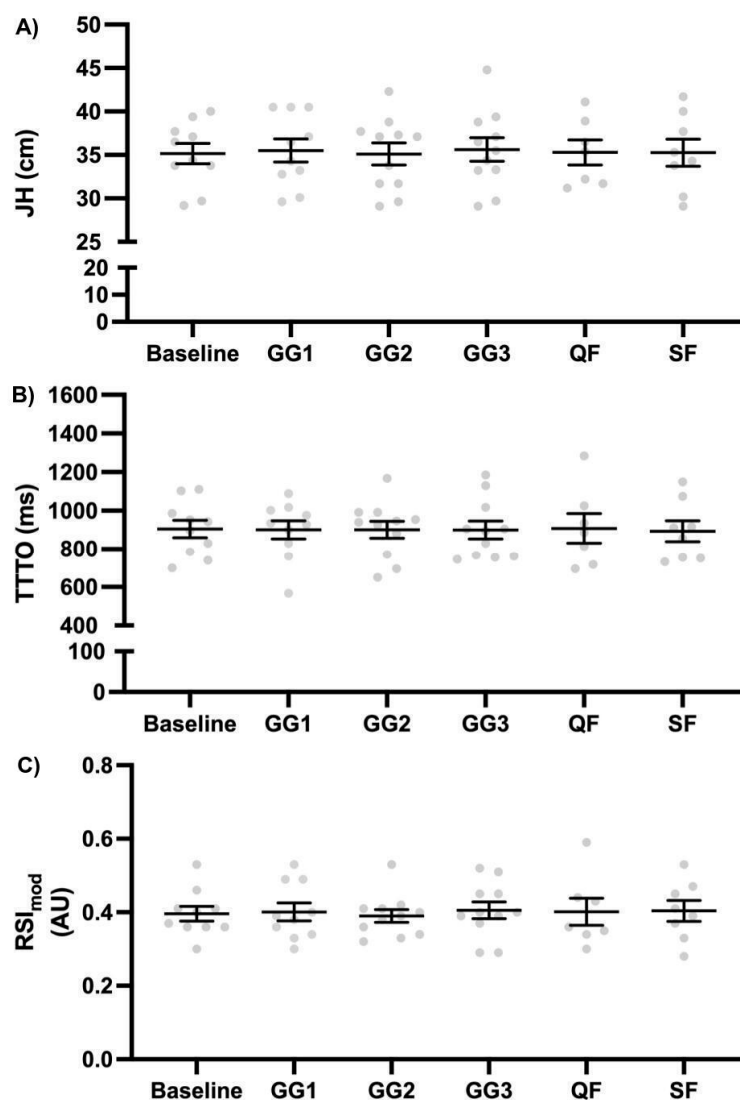 A)
JH (cm)
50
45
40
35
30
25
20
10
0
Baseline GG1 GG2 GG3 QF SF
B)
TTTO (ms)
1600
1400
1200
1000
800
600
400
100
0
Baseline GG1 GG2 GG3 QF SF
C)
RSImod
(AU)
0.8
0.6
0.4
0.2
0.0
Baseline GG1 GG2 GG3 QF SF